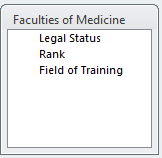 Faculties of Medicine
Legal Status
Rank
Field of Training